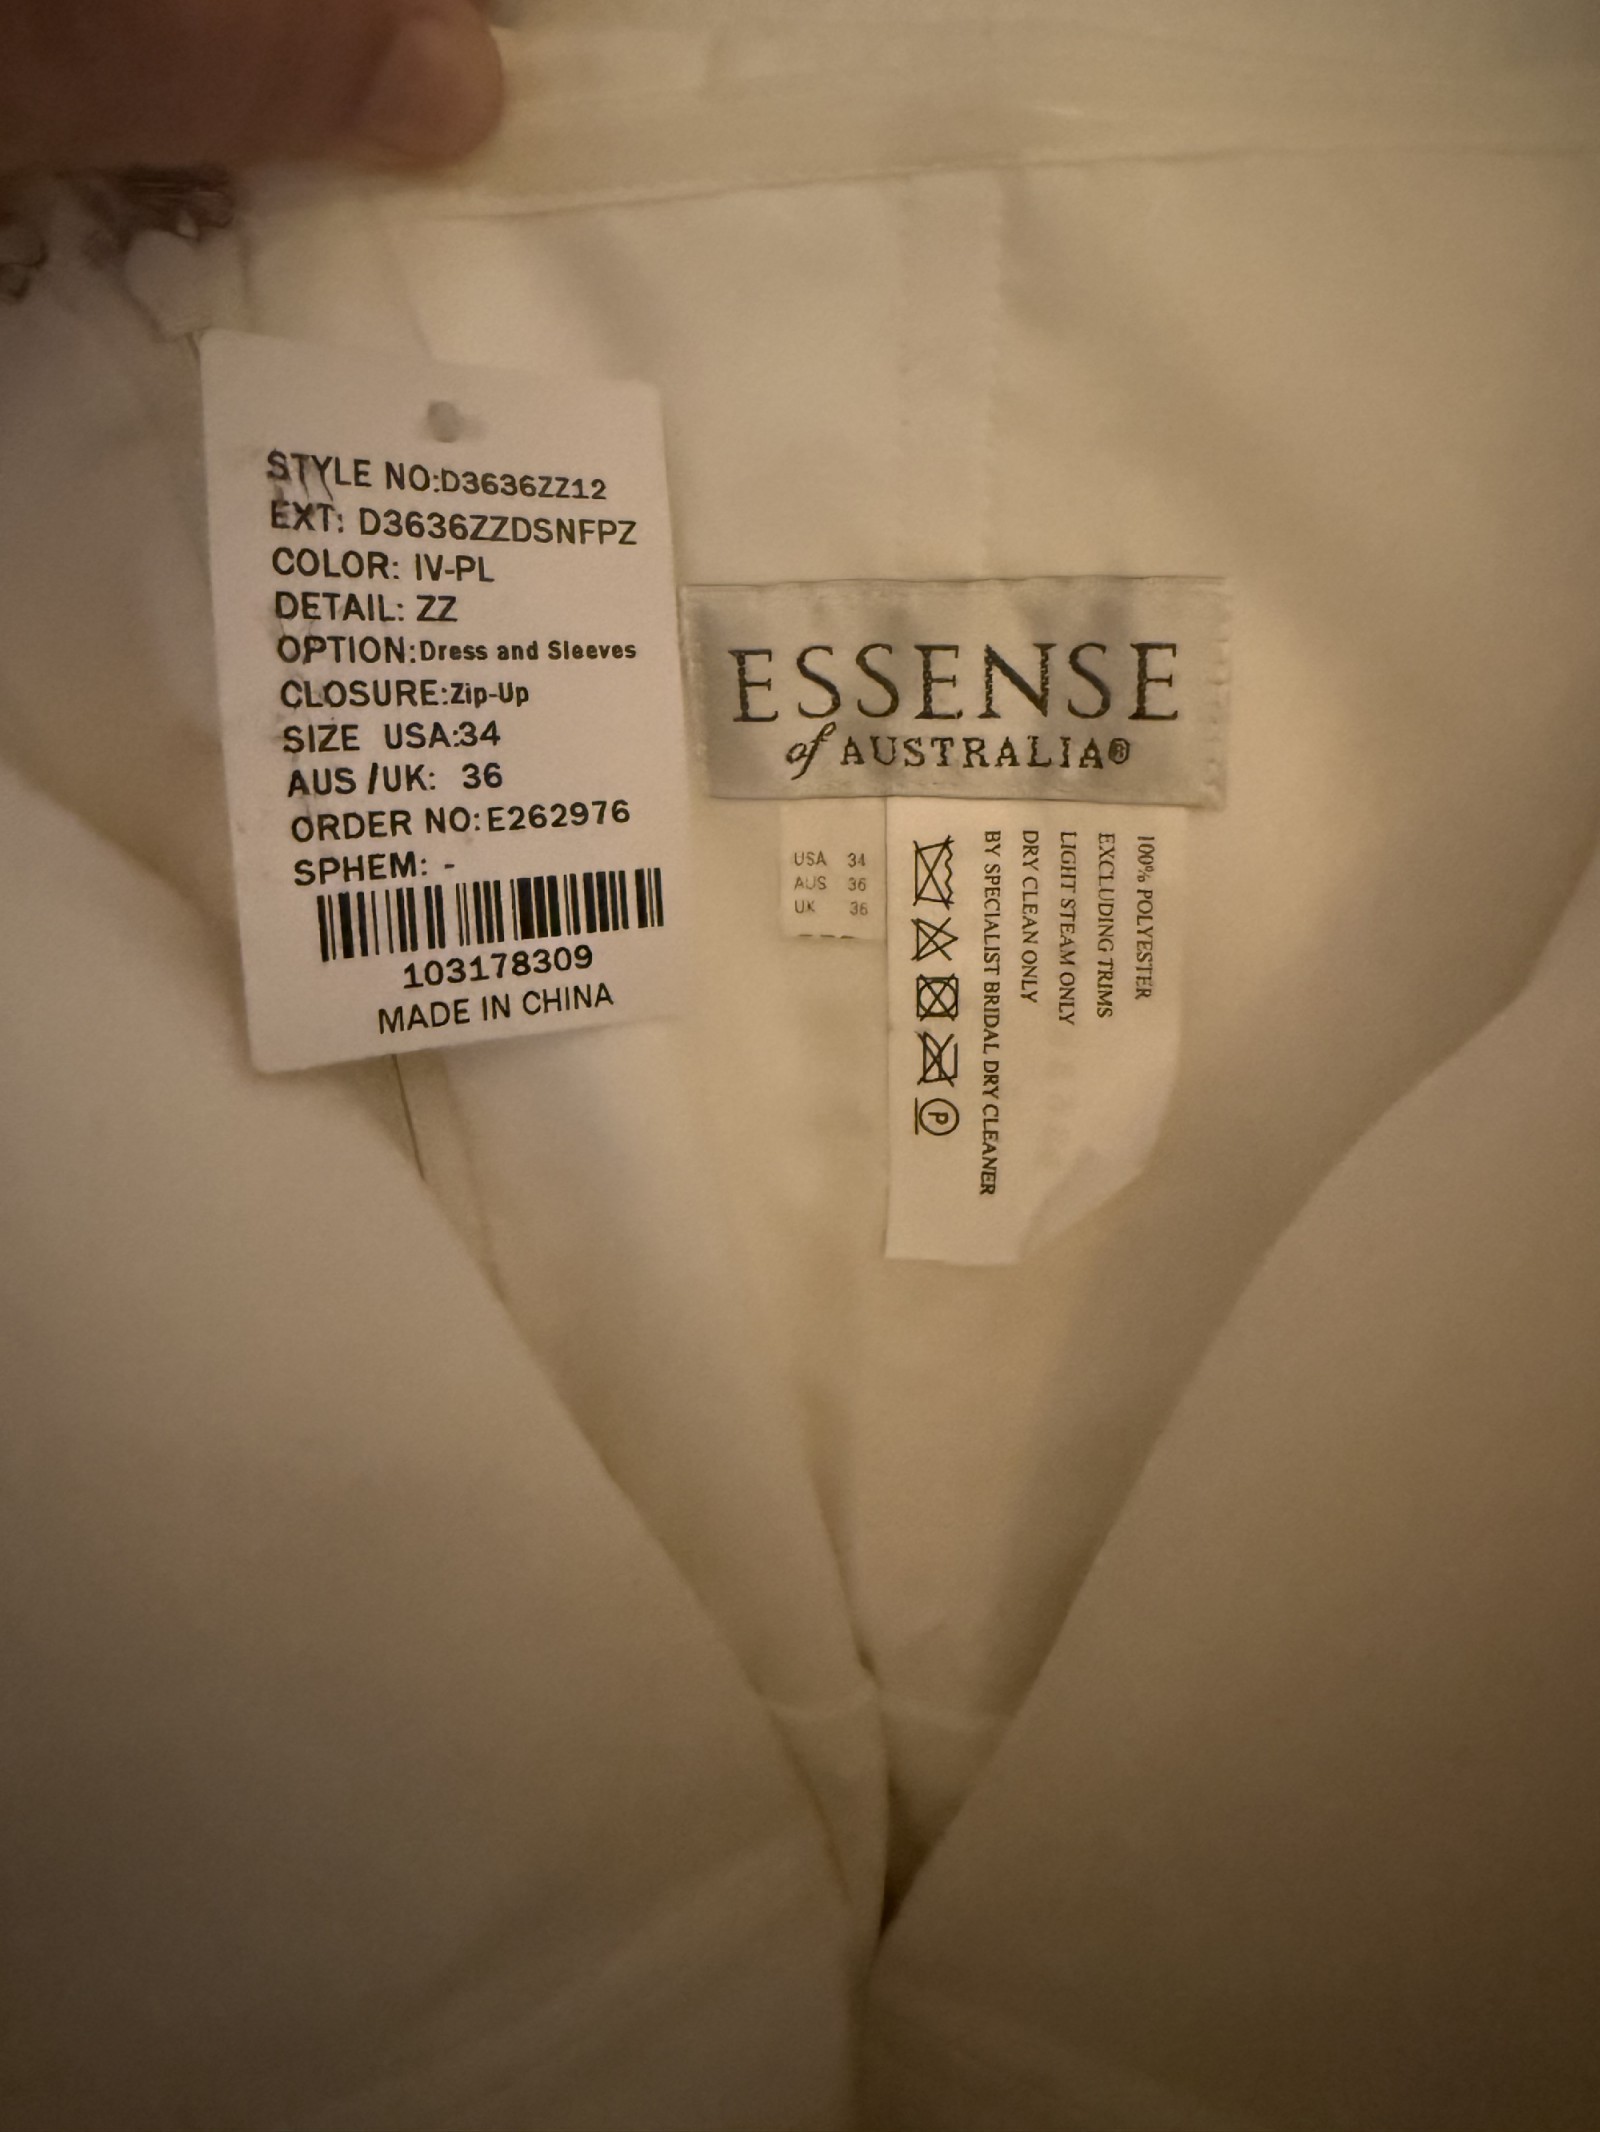 STYLE NO:D3636ZZ12
EXT: D3636ZZDSNFPZ
COLOR: IV-PL
DETAIL: ZZ
OPTION:Dress and Sleeves
CLOSURE:Zip-Up
SIZE USA:34
AUS /UK: 36
ORDER NO:E262976
SPHEM: -
103178309
MADE IN CHINA
ESSENSE
of AUSTRALIA®
USA 34
AUS 36
UK 36
100% POLYESTER
EXCLUDING TRIMS
LIGHT STEAM ONLY
DRY CLEAN ONLY
BY SPECIALIST BRIDAL DRY CLEANER
P